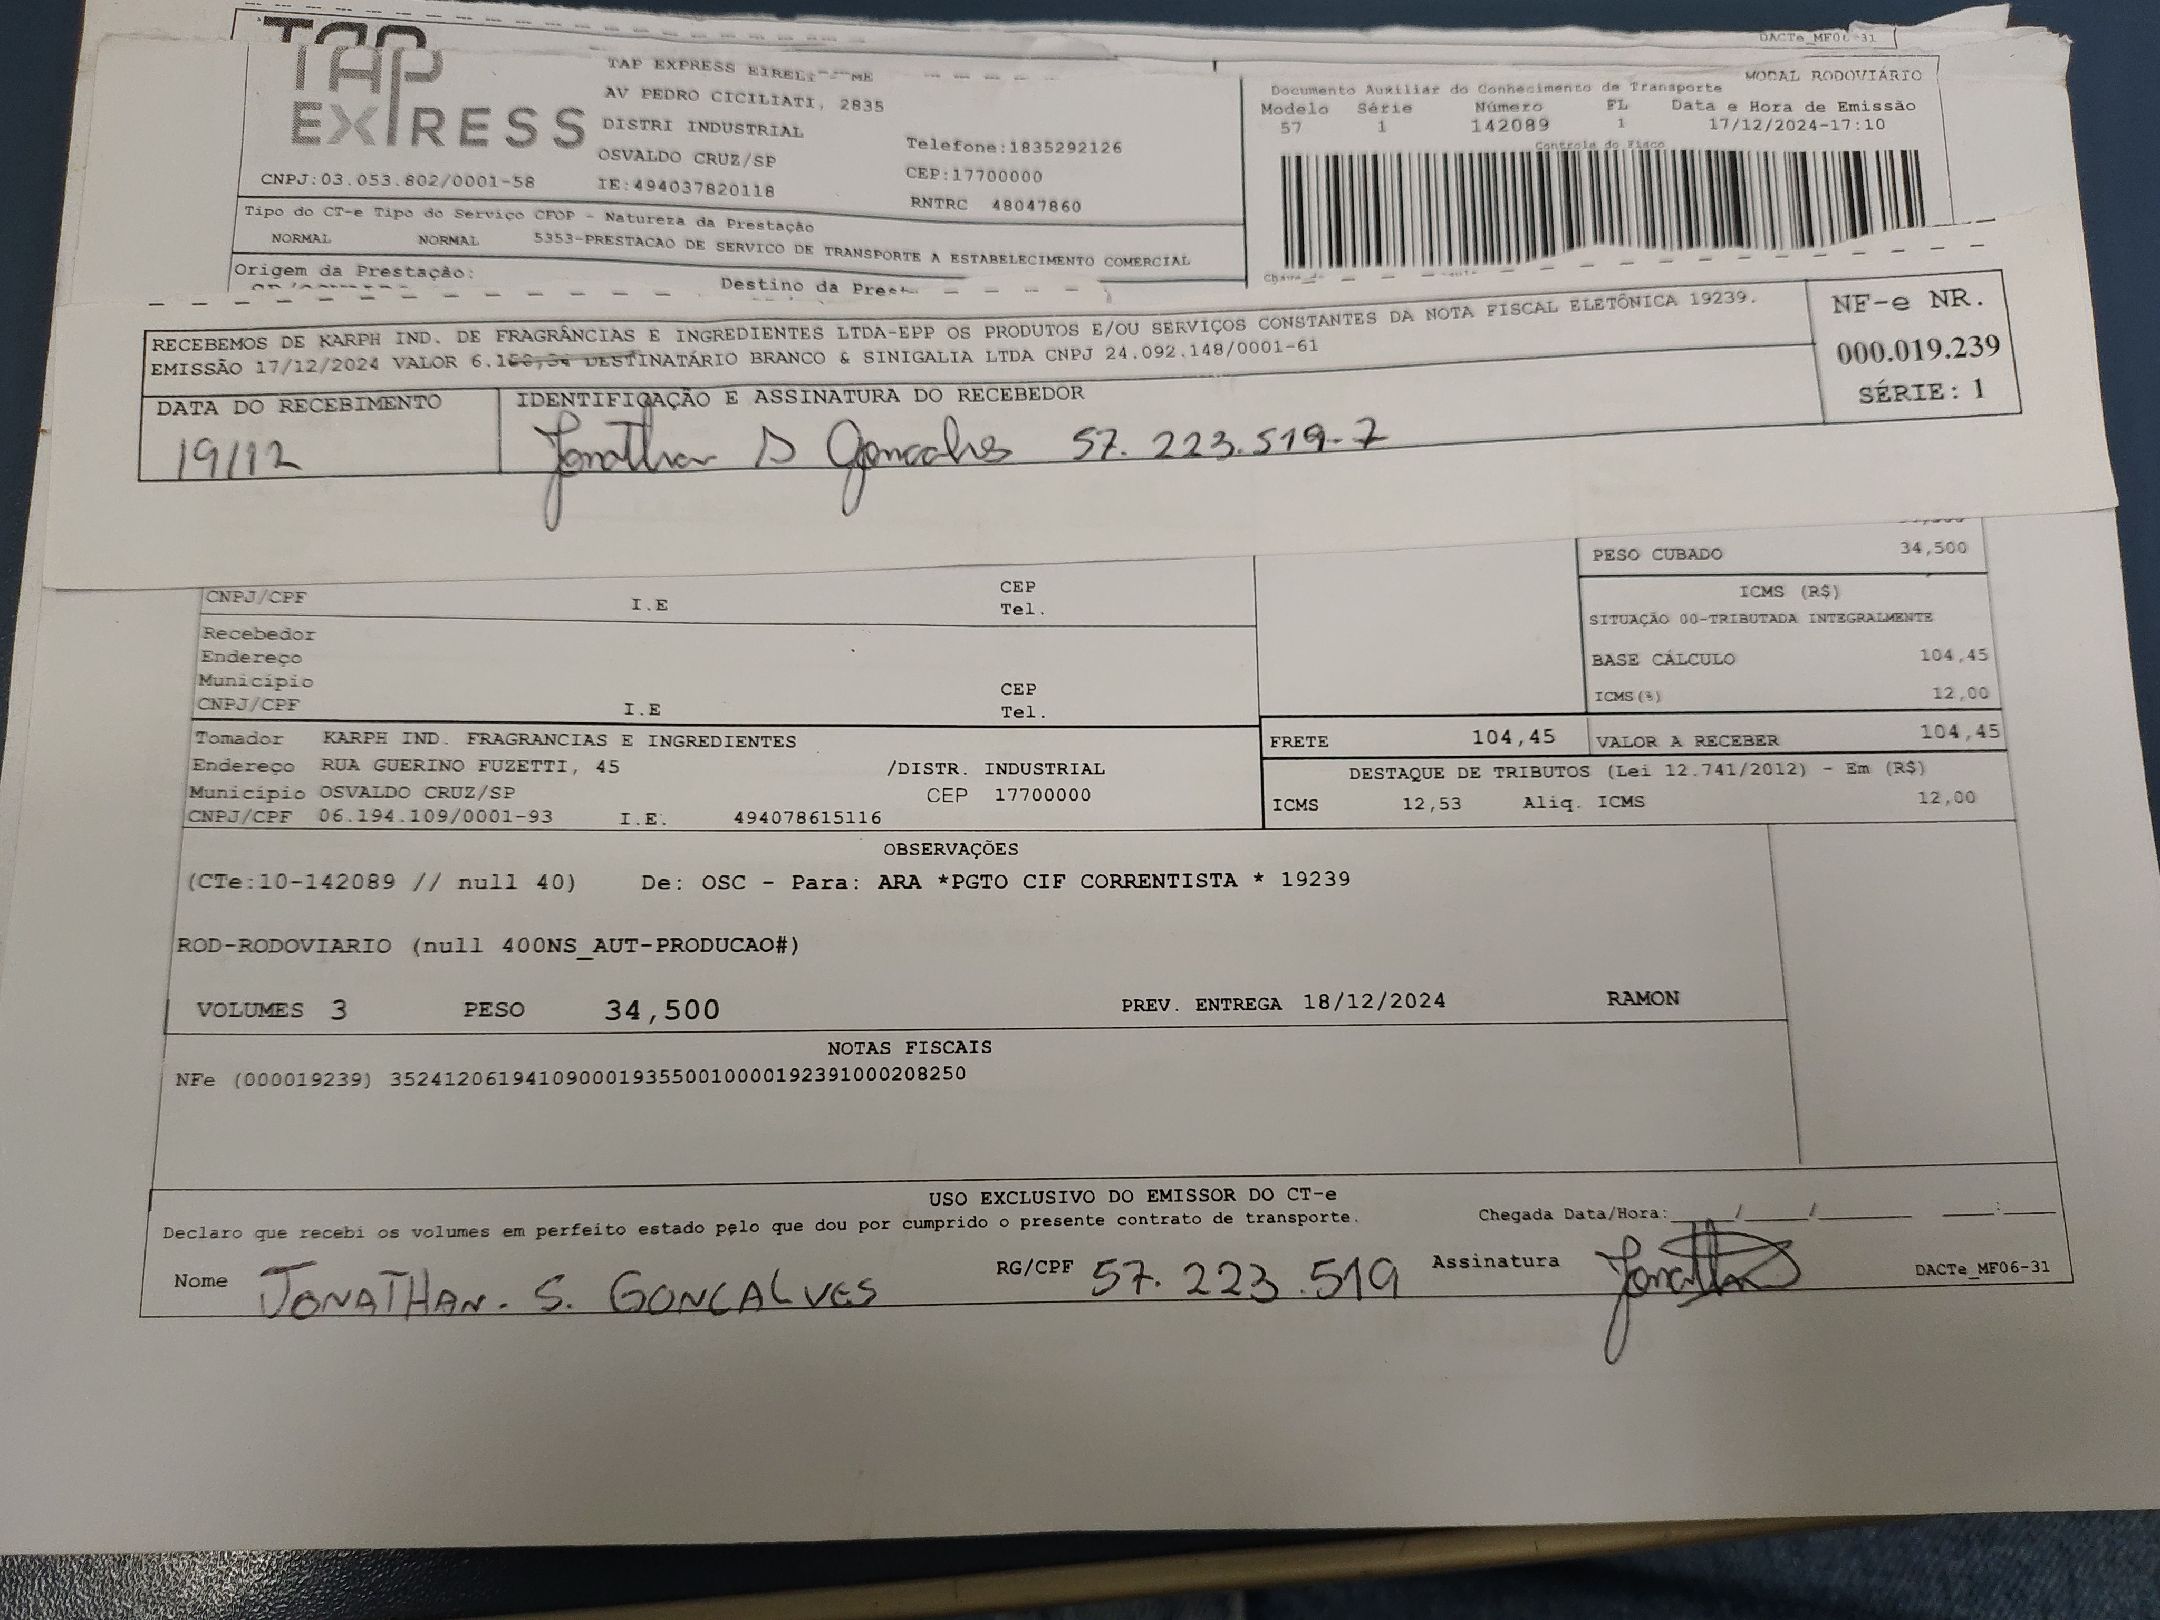 DACTe_MF06-31
TAP
EXPRESS
TAP EXPRESS EIRELI ME
AV PEDRO CICILIATI, 2835
DISTRI INDUSTRIAL
OSVALDO CRUZ/SP
IE:494037820118
CNPJ:03.053.802/0001-58
Telefone:1835292126
CEP:17700000
RNTRC 48047860
MODAL RODOVIÁRIO
Documento Auxiliar do Conhecimento de Transporte
Modelo Série Número FL Data e Hora de Emissão
57 1 142089 1 17/12/2024-17:10
Controle do Fisco
Tipo do CT-e Tipo do Serviço CFOP - Natureza da Prestação
NORMAL NORMAL 5353-PRESTACAO DE SERVICO DE TRANSPORTE A ESTABELECIMENTO COMERCIAL
Origem da Prestação: Destino da
RECEBEMOS DE KARPH IND. DE FRAGRÂNCIAS E INGREDIENTES LTDA-EPP OS PRODUTOS E/OU SERVIÇOS CONSTANTES DA NOTA FISCAL ELETÔNICA 19239.
EMISSÃO 17/12/2024 VALOR DESTINATÁRIO BRANCO & SINIGALIA LTDA CNPJ 24.092.148/0001-61
NF-e NR.
000.019.239
SÉRIE: 1
DATA DO RECEBIMENTO IDENTIFICAÇÃO E ASSINATURA DO RECEBEDOR
19/12 Jonathan S Goncalves 57.223.519-7
PESO CUBADO 34,500
CNPJ/CPF I.E CEP
Tel.
Recebedor
Endereço
Município CEP
CNPJ/CPF I.E Tel.
ICMS (R$)
SITUAÇÃO 00-TRIBUTADA INTEGRALMENTE
BASE CÁLCULO 104,45
ICMS(%) 12,00
Tomador KARPH IND. FRAGRANCIAS E INGREDIENTES
Endereço RUA GUERINO FUZETTI, 45 /DISTR. INDUSTRIAL
Município OSVALDO CRUZ/SP CEP 17700000
CNPJ/CPF 06.194.109/0001-93 I.E. 494078615116
FRETE 104,45 VALOR A RECEBER 104,45
DESTAQUE DE TRIBUTOS (Lei 12.741/2012) - Em (R$)
ICMS 12,53 Aliq. ICMS 12,00
OBSERVAÇÕES
(CTe:10-142089 // null 40) De: OSC - Para: ARA *PGTO CIF CORRENTISTA * 19239
ROD-RODOVIARIO (null 400NS_AUT-PRODUCAO#)
VOLUMES 3 PESO 34,500 PREV. ENTREGA 18/12/2024 RAMON
NOTAS FISCAIS
NFe (000019239) 35241206194109000193550010000192391000208250
USO EXCLUSIVO DO EMISSOR DO CT-e
Declaro que recebi os volumes em perfeito estado pelo que dou por cumprido o presente contrato de transporte. Chegada Data/Hora:____/____/______ ___:___
Nome JONATHAN. S. GONCALVES RG/CPF 57.223.519 Assinatura Jonathan DACTe_MF06-31